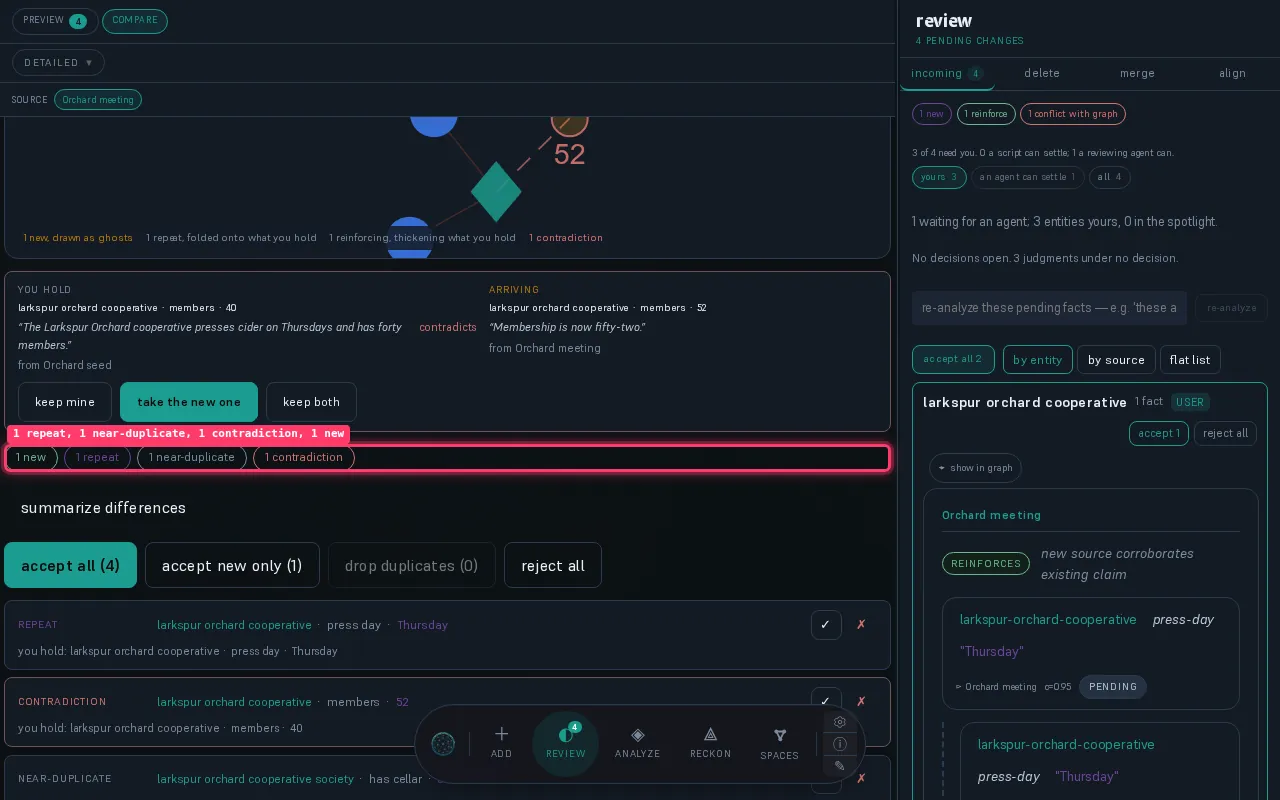 PREVIEW 4 COMPARE
DETAILED ▾
SOURCE Orchard meeting
52
1 new, drawn as ghosts 1 repeat, folded onto what you hold 1 reinforcing, thickening what you hold 1 contradiction
YOU HOLD
larkspur orchard cooperative · members · 40
“The Larkspur Orchard cooperative presses cider on Thursdays and has forty
members.”
from Orchard seed
contradicts
ARRIVING
larkspur orchard cooperative · members · 52
“Membership is now fifty-two.”
from Orchard meeting
keep mine take the new one keep both
1 repeat, 1 near-duplicate, 1 contradiction, 1 new
1 new 1 repeat 1 near-duplicate 1 contradiction
summarize differences
accept all (4) accept new only (1) drop duplicates (0) reject all
REPEAT larkspur orchard cooperative · press day · Thursday ✓ ✗
you hold: larkspur orchard cooperative · press day · Thursday
CONTRADICTION larkspur orchard cooperative · members · 52 ✓ ✗
you hold: larkspur orchard cooperative · members · 40
NEAR-DUPLICATE larkspur orchard cooperative society · has cellar · ✗
ADD REVIEW 4 ANALYZE RECKON SPACES
review
4 PENDING CHANGES
incoming 4 delete merge align
1 new 1 reinforce 1 conflict with graph
3 of 4 need you. 0 a script can settle; 1 a reviewing agent can.
yours 3 an agent can settle 1 all 4
1 waiting for an agent; 3 entities yours, 0 in the spotlight.
No decisions open. 3 judgments under no decision.
re-analyze these pending facts — e.g. 'these a re-analyze
accept all 2 by entity by source flat list
larkspur orchard cooperative 1 fact USER
accept 1 reject all
show in graph
Orchard meeting
REINFORCES new source corroborates
existing claim
larkspur-orchard-cooperative press-day
"Thursday"
Orchard meeting c=0.95 PENDING
larkspur-orchard-cooperative
press-day "Thursday"